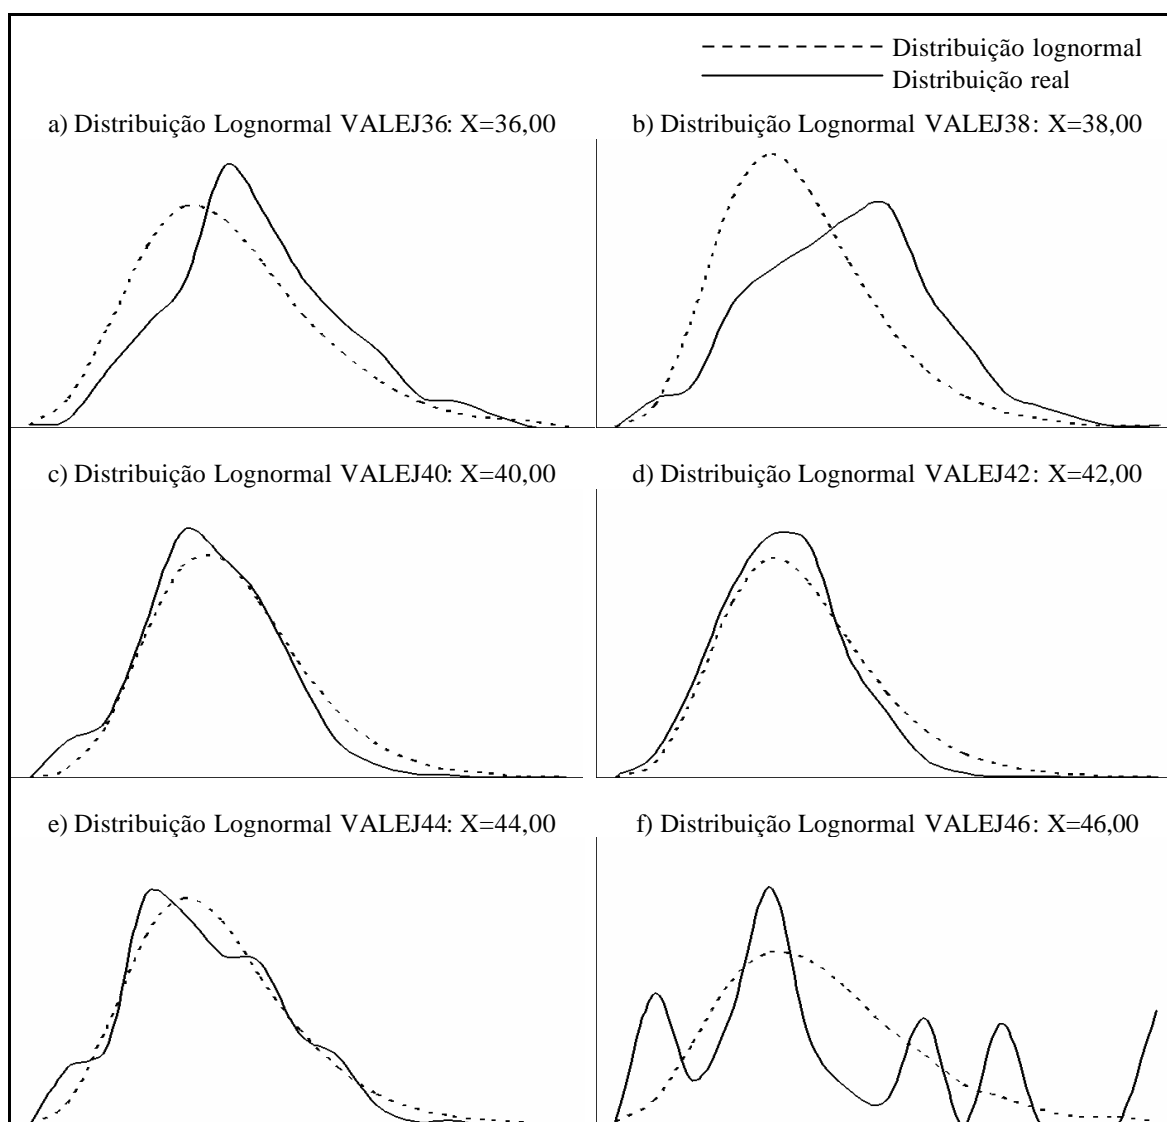 Distribuição lognormal
Distribuição real
a) Distribuição Lognormal VALEJ36: X=36,00
b) Distribuição Lognormal VALEJ38: X=38,00
c) Distribuição Lognormal VALEJ40: X=40,00
d) Distribuição Lognormal VALEJ42: X=42,00
e) Distribuição Lognormal VALEJ44: X=44,00
f) Distribuição Lognormal VALEJ46: X=46,00